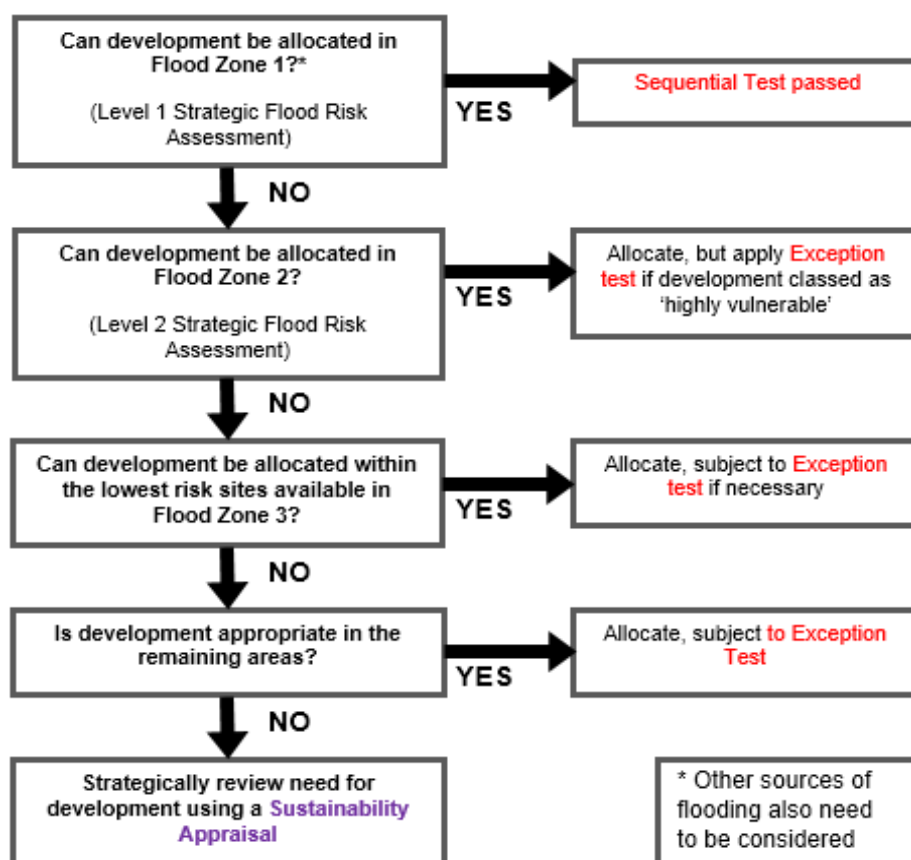 Can development be allocated in
Flood Zone 1?*
(Level 1 Strategic Flood Risk
Assessment)
YES
Sequential Test passed
NO
Can development be allocated in
Flood Zone 2?
(Level 2 Strategic Flood Risk
Assessment)
YES
Allocate, but apply Exception
test if development classed as
‘highly vulnerable’
NO
Can development be allocated within
the lowest risk sites available in
Flood Zone 3?
YES
Allocate, subject to Exception
test if necessary
NO
Is development appropriate in the
remaining areas?
YES
Allocate, subject to Exception
Test
NO
Strategically review need for
development using a Sustainability
Appraisal
* Other sources of
flooding also need
to be considered